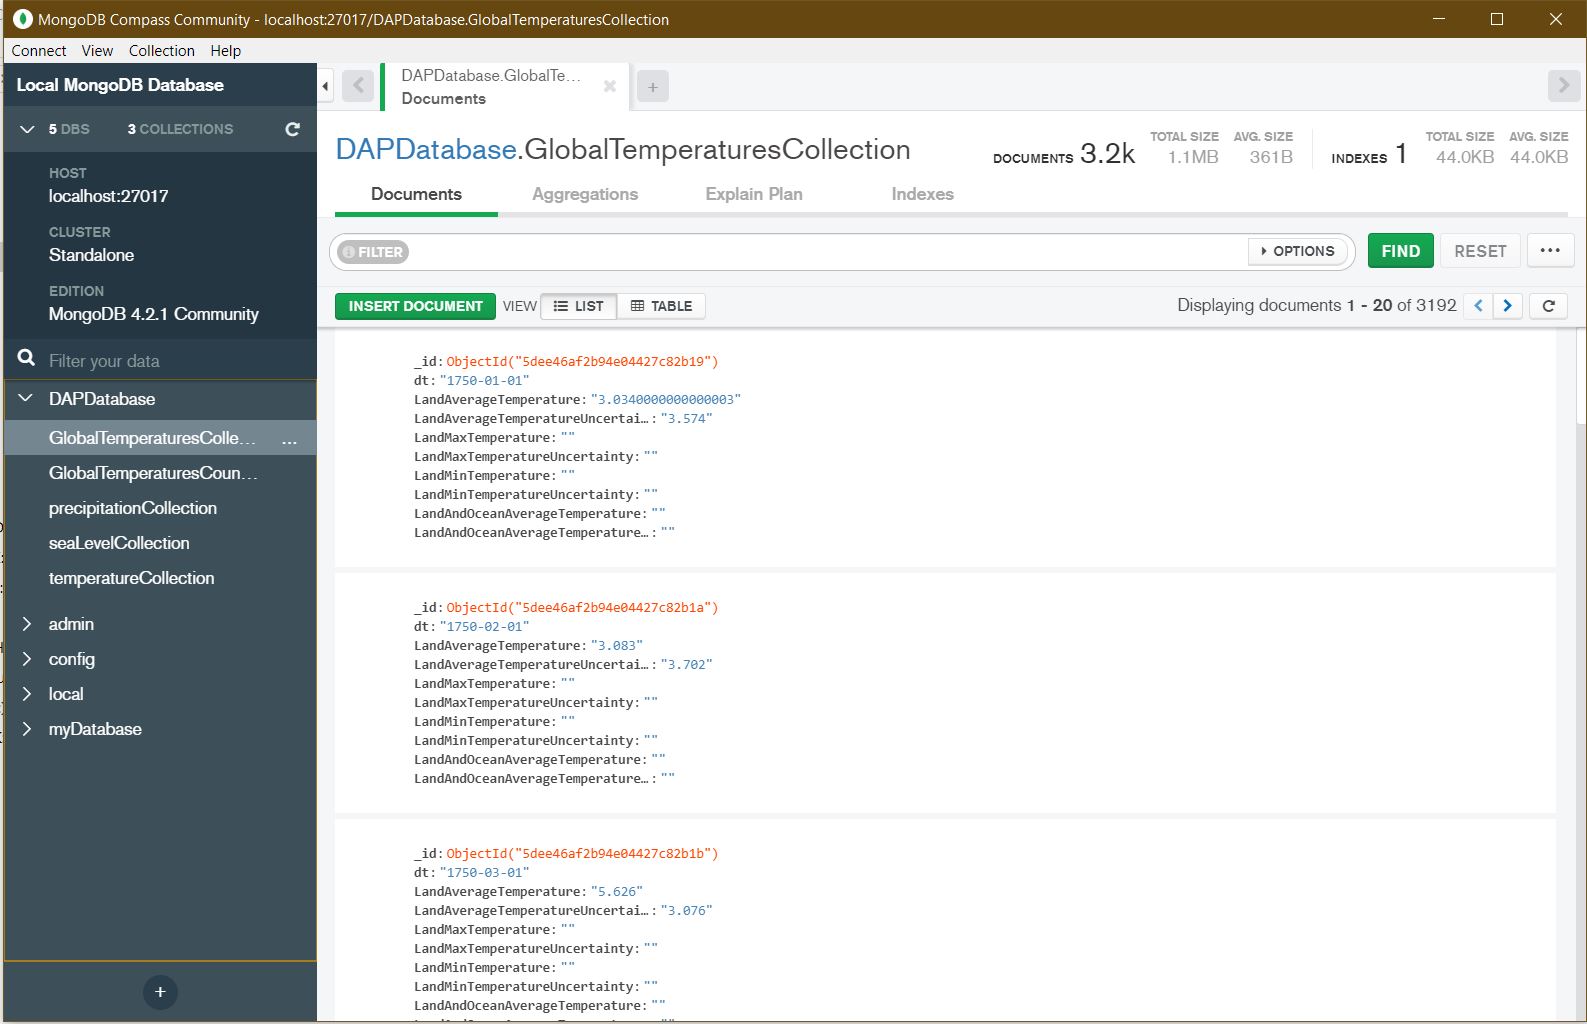 MongoDB Compass Community - localhost:27017/DAPDatabase.GlobalTemperaturesCollection
Connect View Collection Help
Local MongoDB Database
5 DBS 3 COLLECTIONS
HOST
localhost:27017
CLUSTER
Standalone
EDITION
MongoDB 4.2.1 Community
Filter your data
DAPDatabase
GlobalTemperaturesColle... ...
GlobalTemperaturesCoun...
precipitationCollection
seaLevelCollection
temperatureCollection
admin
config
local
myDatabase
+
DAPDatabase.GlobalTe...
Documents
+
DAPDatabase.GlobalTemperaturesCollection
DOCUMENTS 3.2k TOTAL SIZE 1.1MB AVG. SIZE 361B INDEXES 1 TOTAL SIZE 44.0KB AVG. SIZE 44.0KB
Documents Aggregations Explain Plan Indexes
FILTER OPTIONS FIND RESET ...
INSERT DOCUMENT VIEW LIST TABLE Displaying documents 1 - 20 of 3192
_id: ObjectId("5dee46af2b94e04427c82b19")
dt: "1750-01-01"
LandAverageTemperature: "3.0340000000000003"
LandAverageTemperatureUncertai…: "3.574"
LandMaxTemperature: ""
LandMaxTemperatureUncertainty: ""
LandMinTemperature: ""
LandMinTemperatureUncertainty: ""
LandAndOceanAverageTemperature: ""
LandAndOceanAverageTemperature…: ""
_id: ObjectId("5dee46af2b94e04427c82b1a")
dt: "1750-02-01"
LandAverageTemperature: "3.083"
LandAverageTemperatureUncertai…: "3.702"
LandMaxTemperature: ""
LandMaxTemperatureUncertainty: ""
LandMinTemperature: ""
LandMinTemperatureUncertainty: ""
LandAndOceanAverageTemperature: ""
LandAndOceanAverageTemperature…: ""
_id: ObjectId("5dee46af2b94e04427c82b1b")
dt: "1750-03-01"
LandAverageTemperature: "5.626"
LandAverageTemperatureUncertai…: "3.076"
LandMaxTemperature: ""
LandMaxTemperatureUncertainty: ""
LandMinTemperature: ""
LandMinTemperatureUncertainty: ""
LandAndOceanAverageTemperature: ""